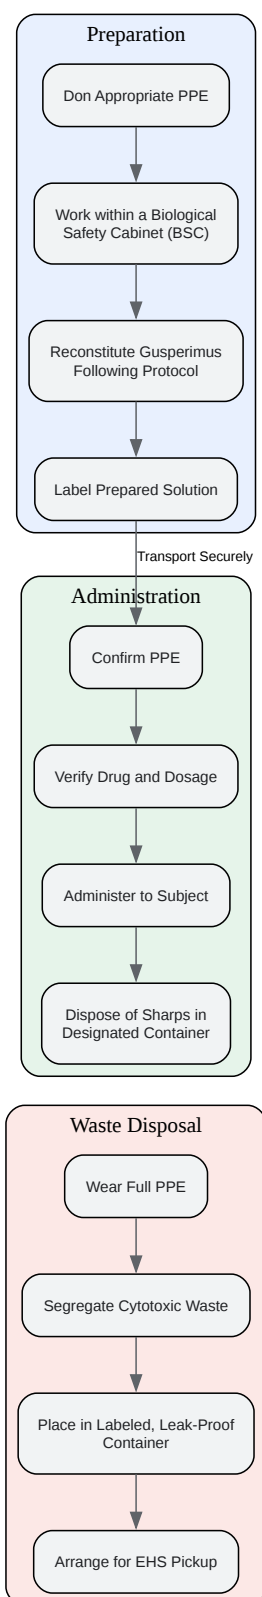 Preparation
Don Appropriate PPE
Work within a Biological
Safety Cabinet (BSC)
Reconstitute Gusperimus
Following Protocol
Label Prepared Solution
Transport Securely
Administration
Confirm PPE
Verify Drug and Dosage
Administer to Subject
Dispose of Sharps in
Designated Container
Waste Disposal
Wear Full PPE
Segregate Cytotoxic Waste
Place in Labeled, Leak-Proof
Container
Arrange for EHS Pickup